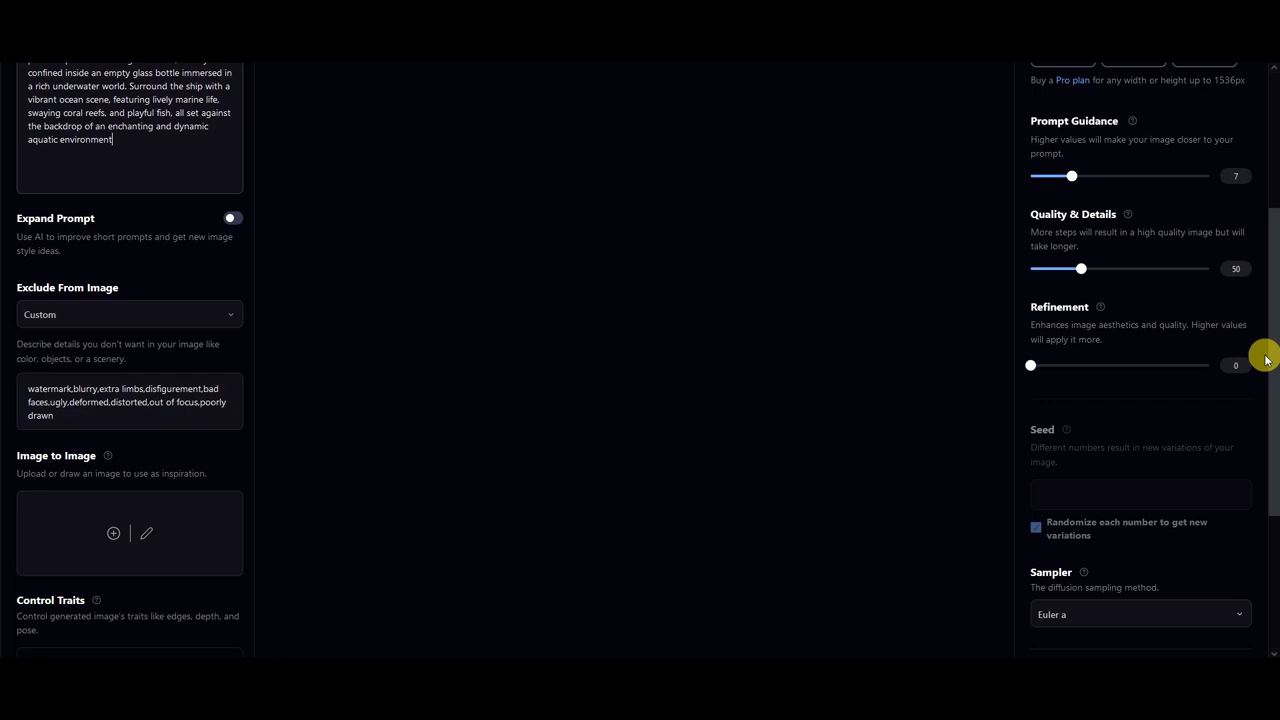 confined inside an empty glass bottle immersed in
a rich underwater world. Surround the ship with a
vibrant ocean scene, featuring lively marine life,
swaying coral reefs, and playful fish, all set against
the backdrop of an enchanting and dynamic
aquatic environment
Expand Prompt
Use AI to improve short prompts and get new image
style ideas.
Exclude From Image
Custom
Describe details you don't want in your image like
color, objects, or a scenery.
watermark,blurry,extra limbs,disfigurement,bad
faces,ugly,deformed,distorted,out of focus,poorly
drawn
Image to Image
Upload or draw an image to use as inspiration.
Control Traits
Control generated image's traits like edges, depth, and
pose.
Buy a Pro plan for any width or height up to 1536px
Prompt Guidance
Higher values will make your image closer to your
prompt.
7
Quality & Details
More steps will result in a high quality image but will
take longer.
50
Refinement
Enhances image aesthetics and quality. Higher values
will apply it more.
0
Seed
Different numbers result in new variations of your
image.
Randomize each number to get new
variations
Sampler
The diffusion sampling method.
Euler a